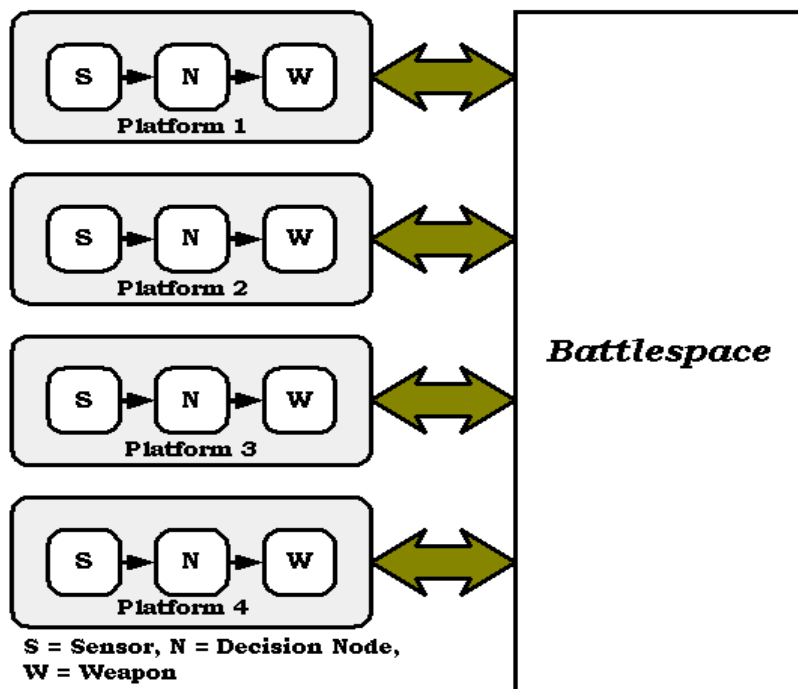 S N W
Platform 1
S N W
Platform 2
S N W
Platform 3
S N W
Platform 4
Battlespace
S = Sensor, N = Decision Node,
W = Weapon